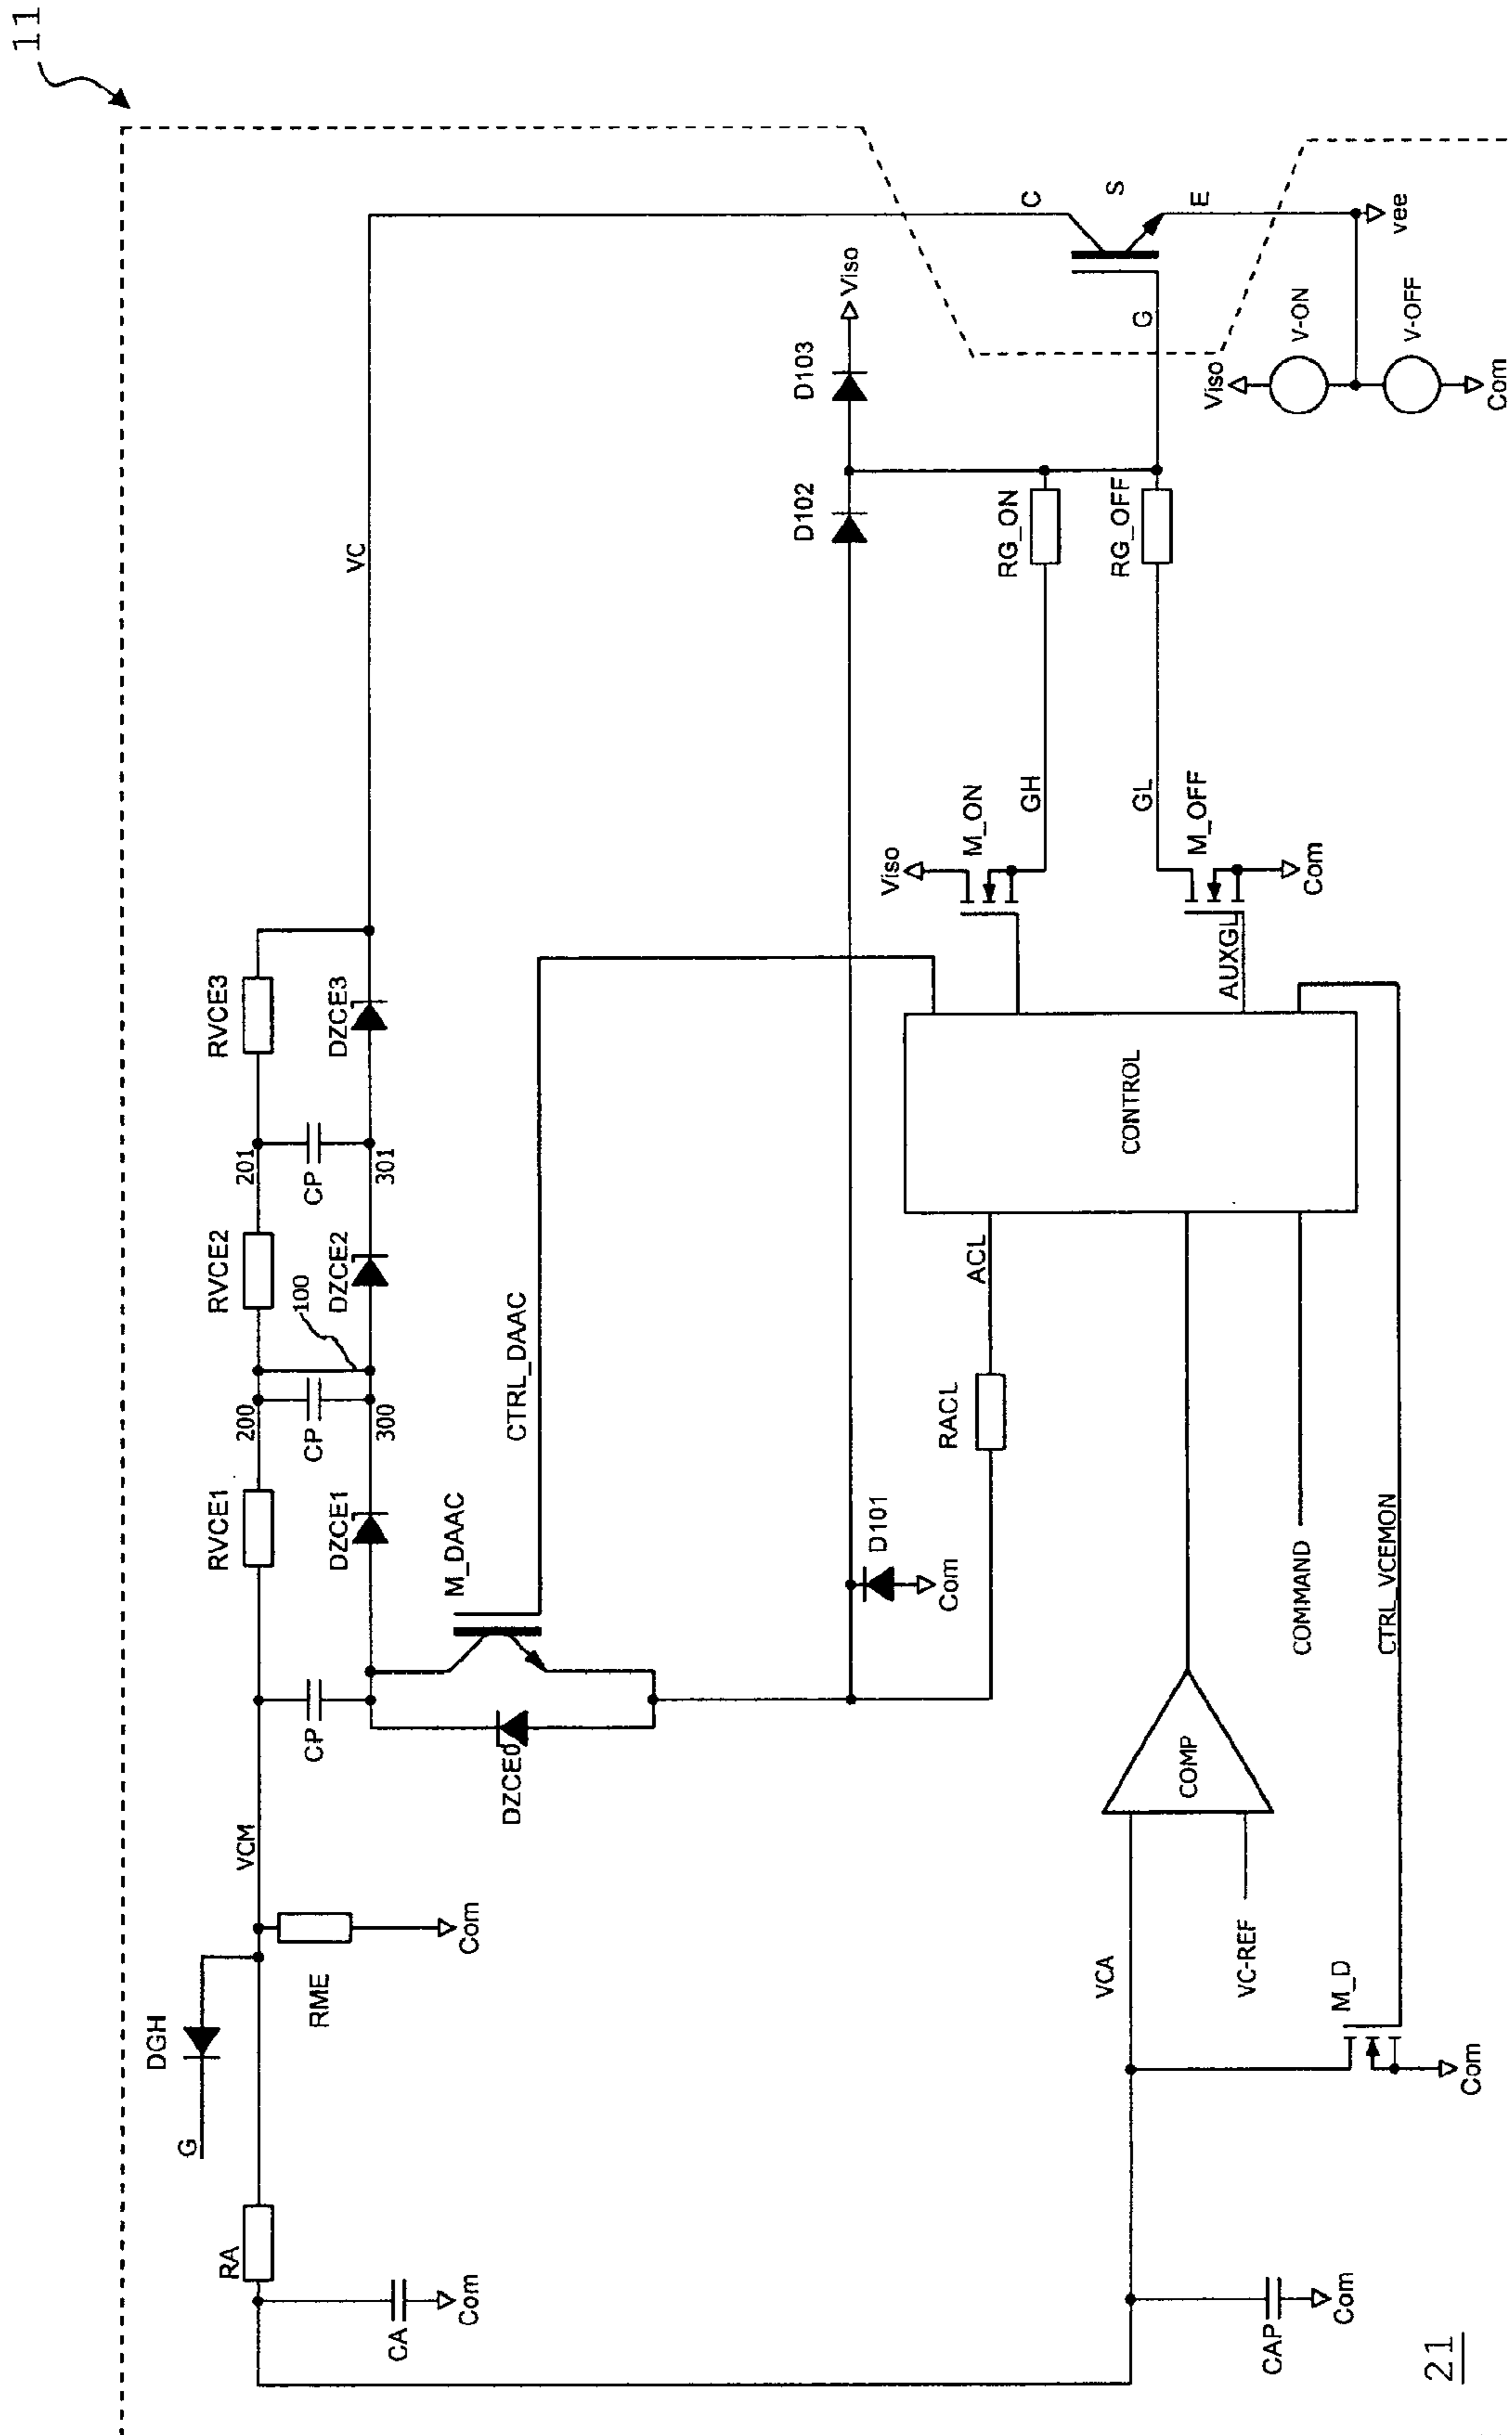 11
RVCE1
RVCE2
RVCE3
VC
200
201
CP
CP
CP
300
301
100
DZCE1
DZCE2
DZCE3
VCM
DGH
G
RME
Com
RA
CA
Com
M_DAAC
DZCE0
CTRL_DAAC
D101
Com
D102
D103
Viso
RACL
ACL
Viso
M_ON
GH
RG_ON
GL
RG_OFF
M_OFF
AUXGL
Com
CONTROL
C
S
E
G
vee
V-ON
V-OFF
Viso
Com
COMP
VCA
VC-REF
COMMAND
CTRL_VCEMON
M_D
Com
CAP
Com
21